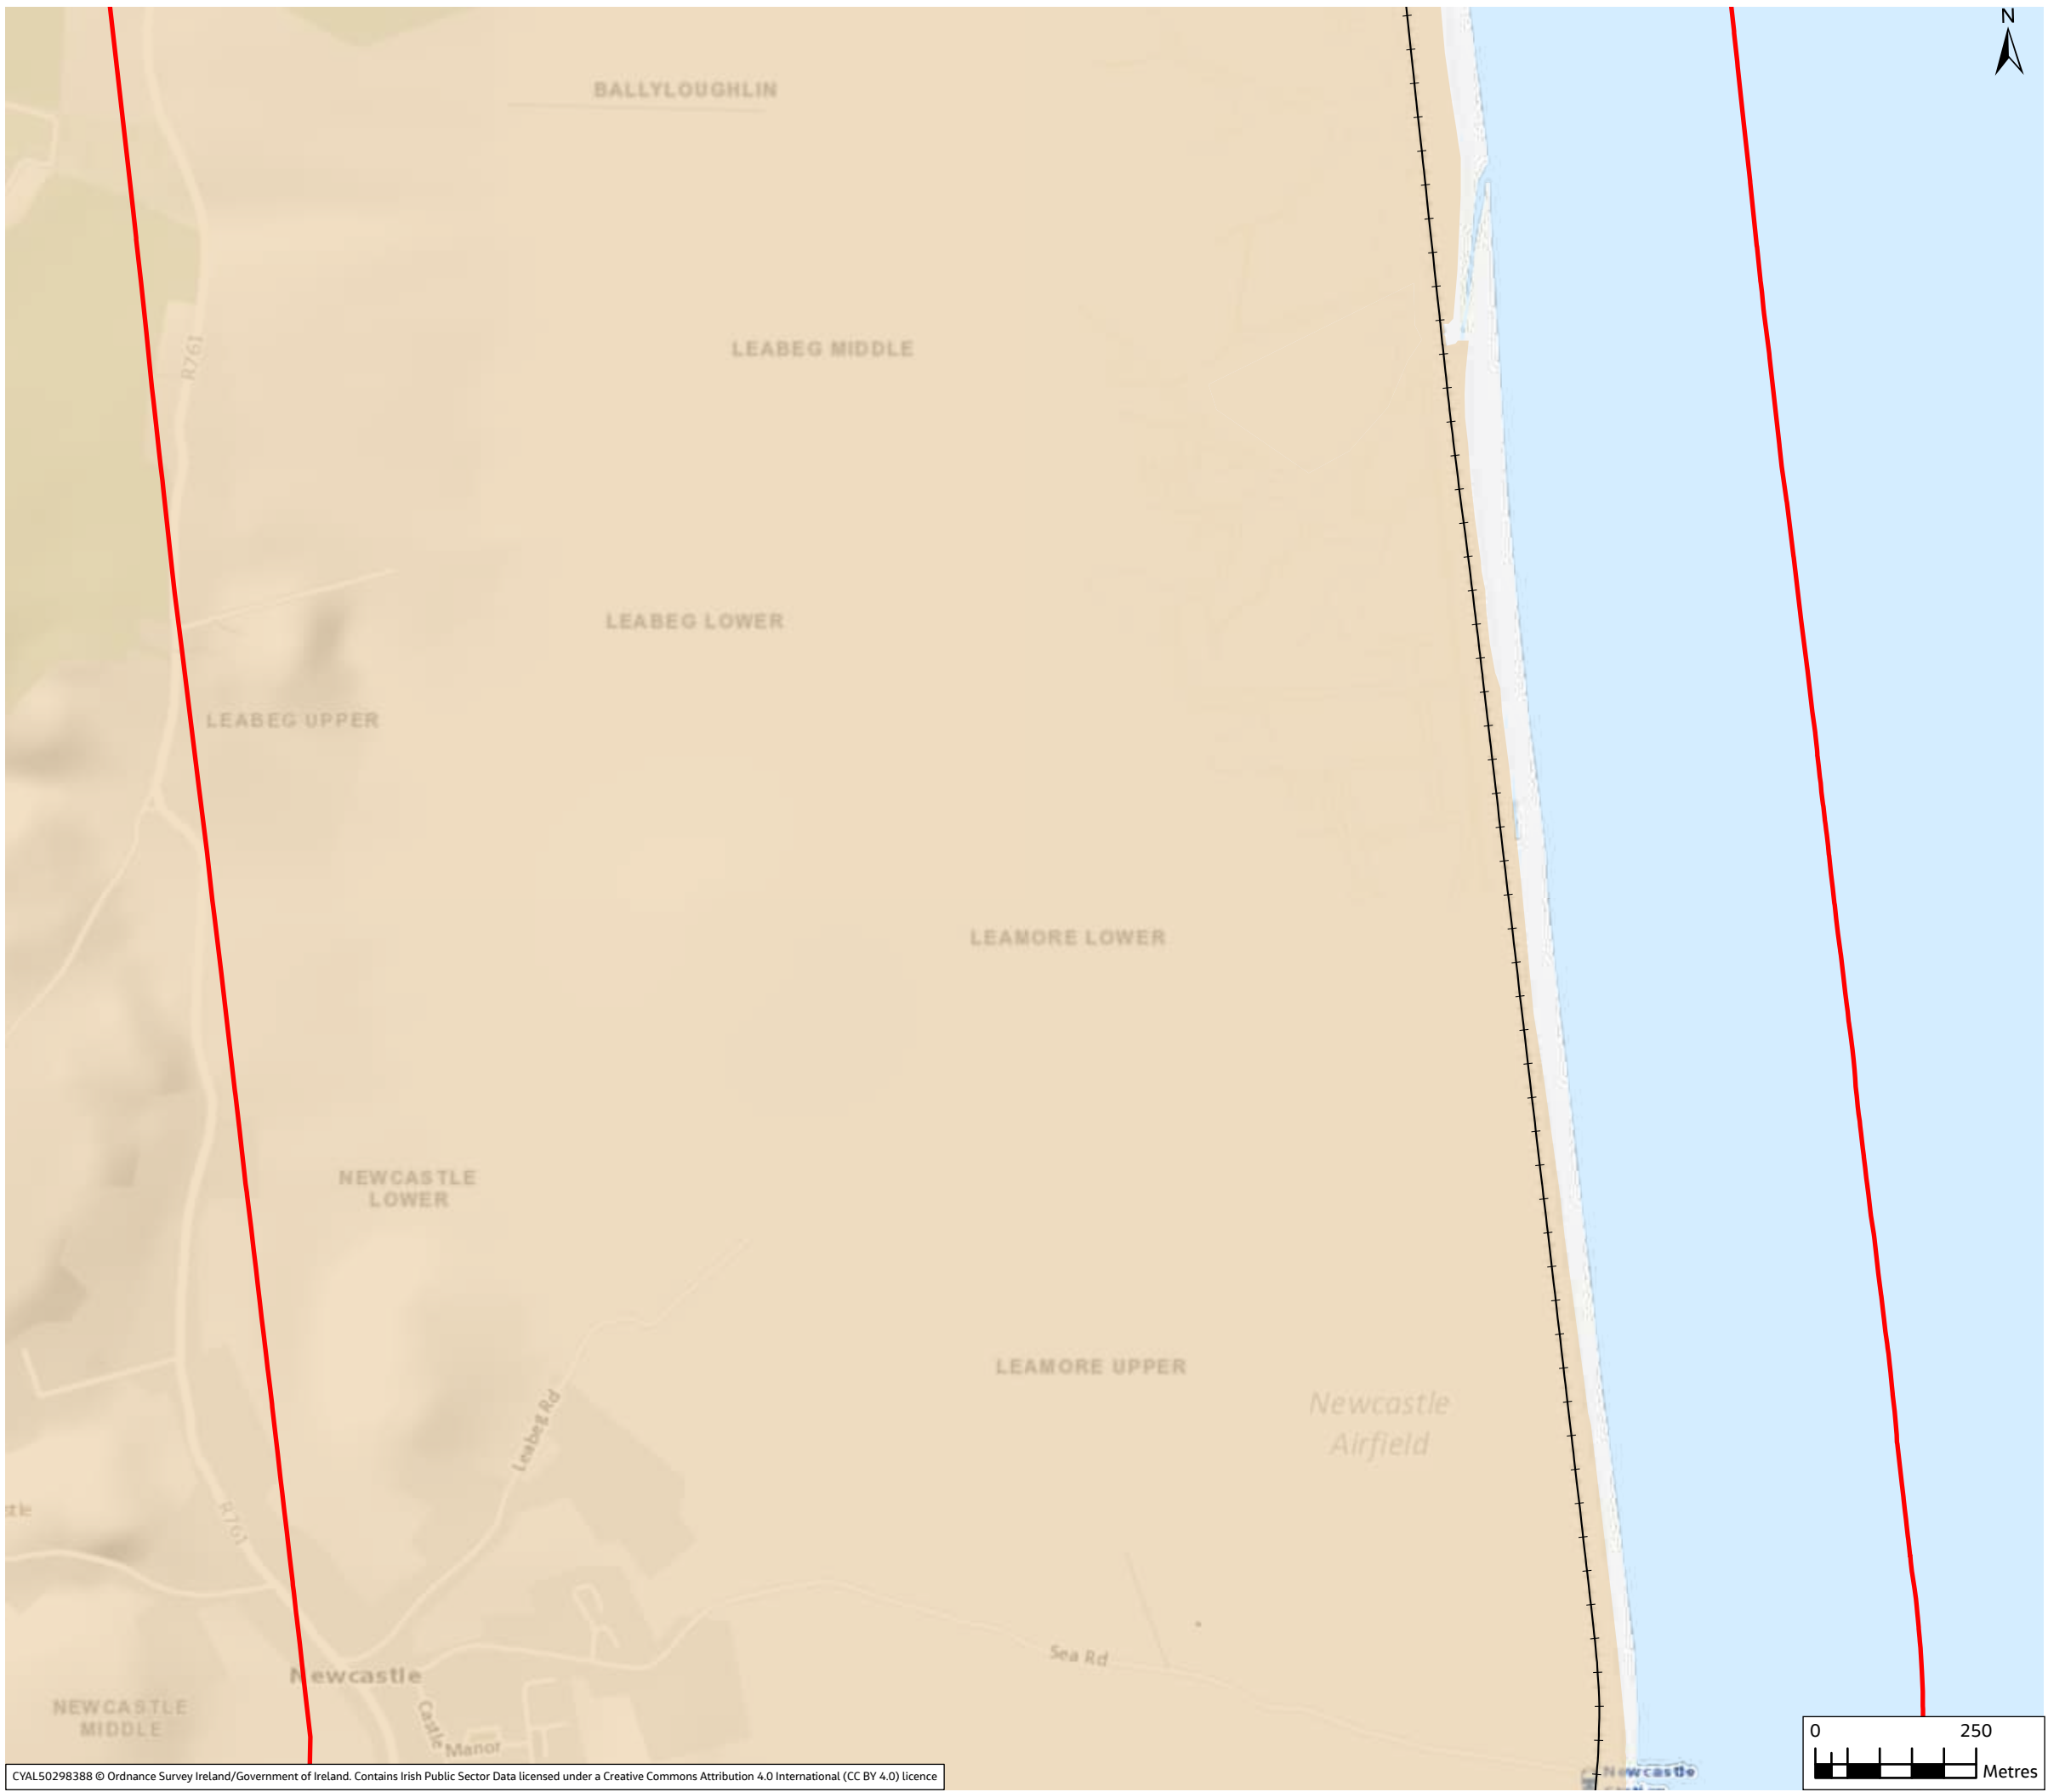 N
BALLYLOUGHLIN
LEABEG MIDDLE
R761
LEABEG LOWER
LEABEG UPPER
LEAMORE LOWER
NEWCASTLE
LOWER
LEAMORE UPPER
Newcastle
Airfield
Leabeg Rd
R761
Sea Rd
Newcastle
NEWCASTLE
MIDDLE
Castle
Manor
0 250
Metres
Newcastle
CYAL50298388 © Ordnance Survey Ireland/Government of Ireland. Contains Irish Public Sector Data licensed under a Creative Commons Attribution 4.0 International (CC BY 4.0) licence